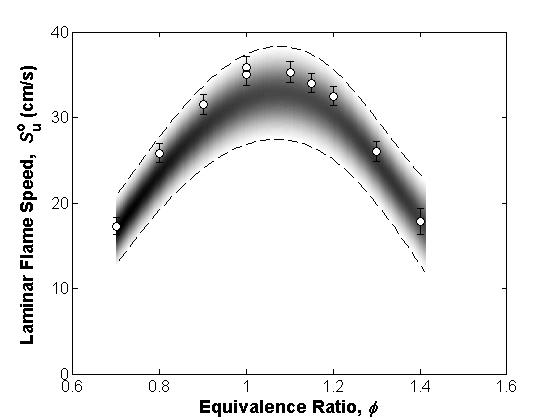 40
30
20
10
0
0.6 0.8 1 1.2 1.4 1.6
Laminar Flame Speed, S°u (cm/s)
Equivalence Ratio, ϕ